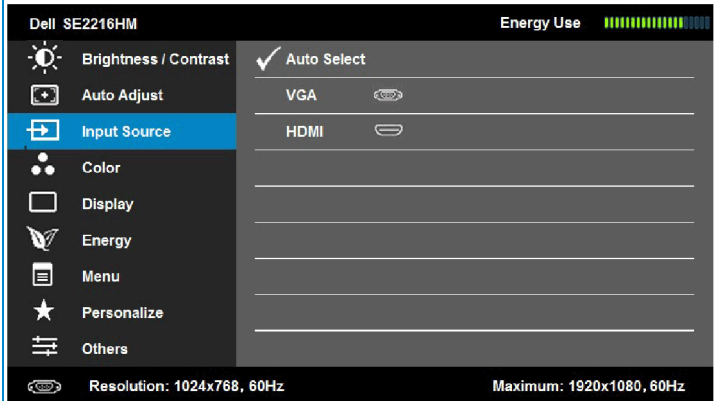 Dell SE2216HM Energy Use
Brightness / Contrast Auto Select
Auto Adjust VGA
Input Source HDMI
Color
Display
Energy
Menu
Personalize
Others
Resolution: 1024x768, 60Hz Maximum: 1920x1080, 60Hz